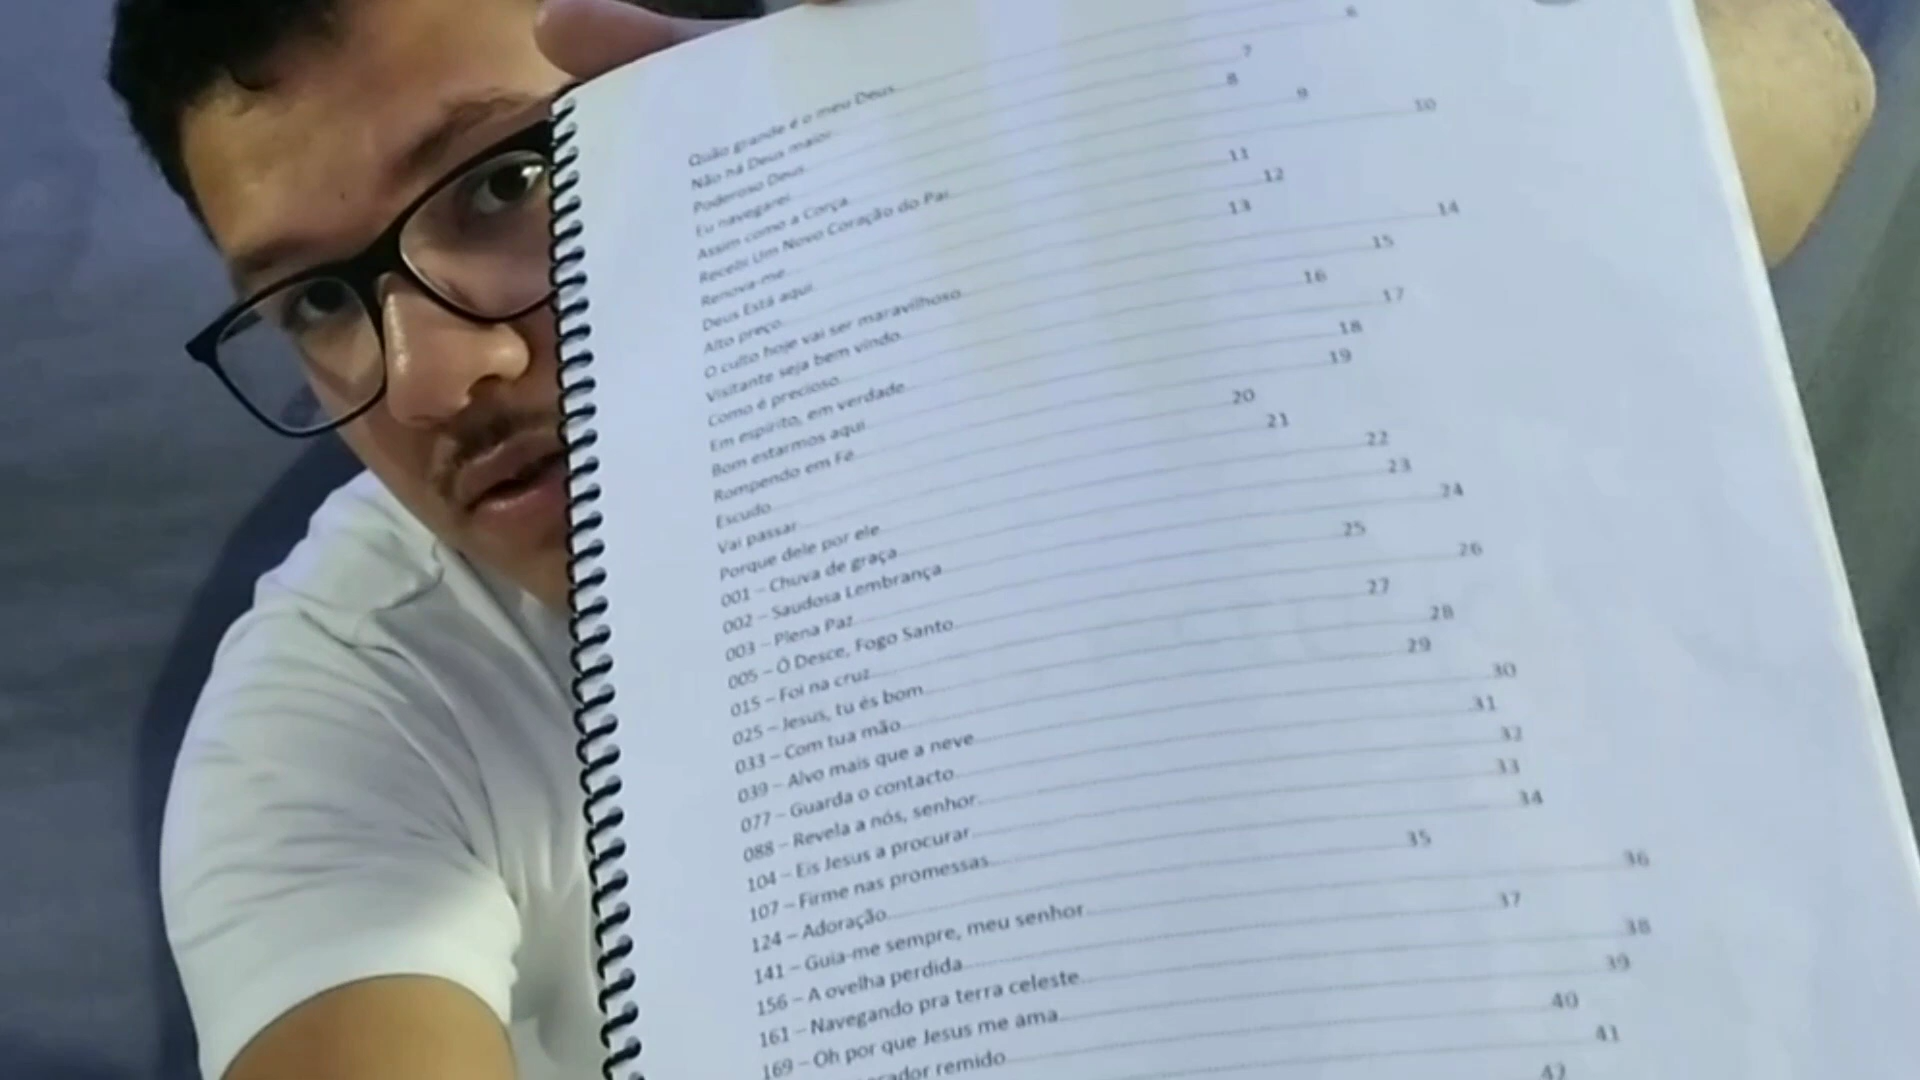 6
Quão grande é o meu Deus 7
Não há Deus maior 8
Poderoso Deus 9
Eu navegarei 10
Assim como a Corça 11
Recebi Um Novo Coração do Pai 12
Renova-me 13
Deus Está aqui 14
Alto preço 15
O culto hoje vai ser maravilhoso 16
Visitante seja bem vindo 17
Como é precioso 18
Em espírito, em verdade 19
Bom estarmos aqui 20
Rompendo em Fé 21
Escudo 22
Vai passar 23
Porque dele por ele 24
001 – Chuva de graça 25
002 – Saudosa Lembrança 26
003 – Plena Paz 27
005 – Ó Desce, Fogo Santo 28
015 – Foi na cruz 29
025 – Jesus, tu és bom 30
033 – Com tua mão 31
039 – Alvo mais que a neve 32
077 – Guarda o contacto 33
088 – Revela a nós, senhor 34
104 – Eis Jesus a procurar 35
107 – Firme nas promessas 36
124 – Adoração 37
141 – Guia-me sempre, meu senhor 38
156 – A ovelha perdida 39
161 – Navegando pra terra celeste 40
169 – Oh por que Jesus me ama 41
remido 42